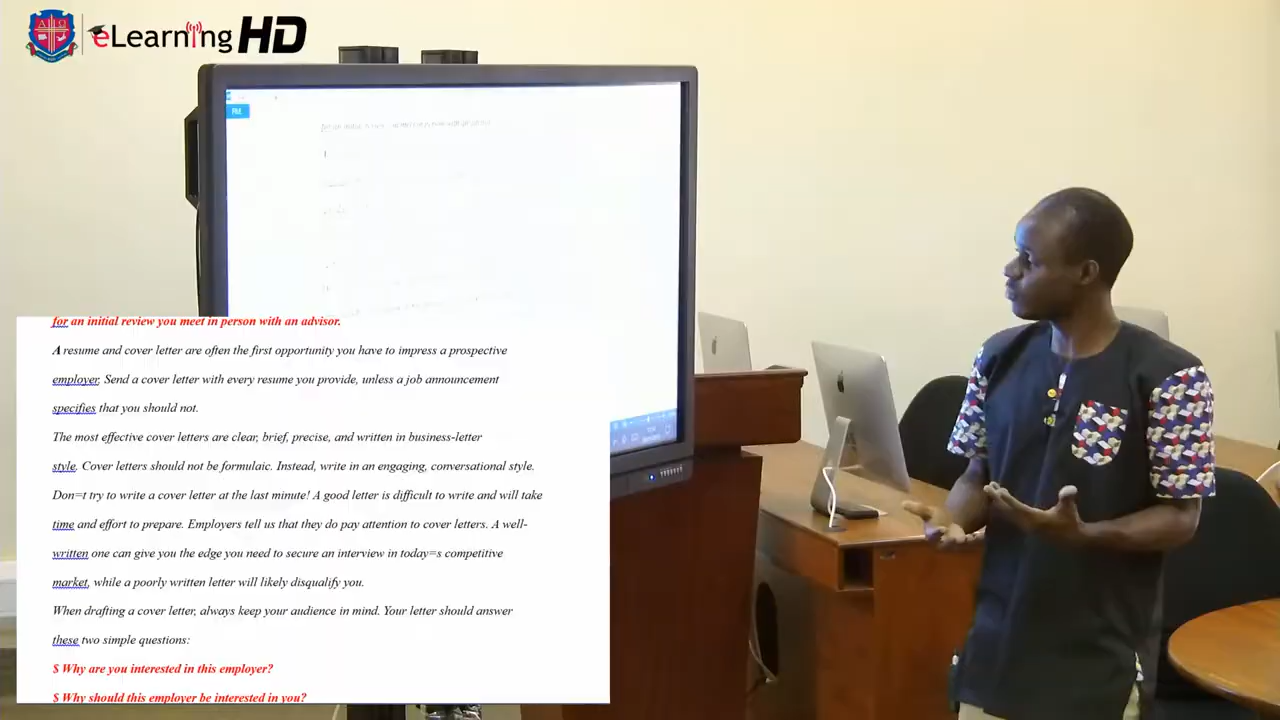 eLearning HD
for an initial review you meet in person with an advisor.
A resume and cover letter are often the first opportunity you have to impress a prospective
employer. Send a cover letter with every resume you provide, unless a job announcement
specifies that you should not.
The most effective cover letters are clear, brief, precise, and written in business-letter
style. Cover letters should not be formulaic. Instead, write in an engaging, conversational style.
Don=t try to write a cover letter at the last minute! A good letter is difficult to write and will take
time and effort to prepare. Employers tell us that they do pay attention to cover letters. A well-
written one can give you the edge you need to secure an interview in today=s competitive
market, while a poorly written letter will likely disqualify you.
When drafting a cover letter, always keep your audience in mind. Your letter should answer
these two simple questions:
$ Why are you interested in this employer?
$ Why should this employer be interested in you?